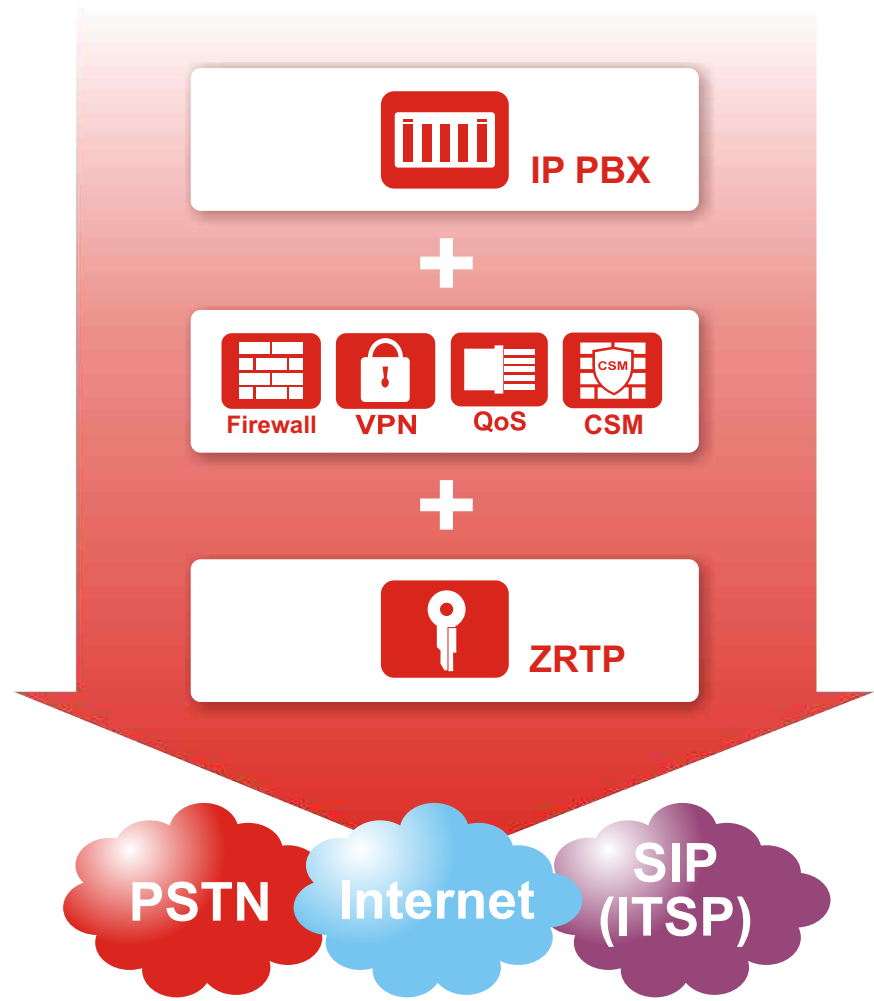 IP PBX
Firewall VPN QoS CSM
CSM
ZRTP
PSTN
Internet
SIP
(ITSP)